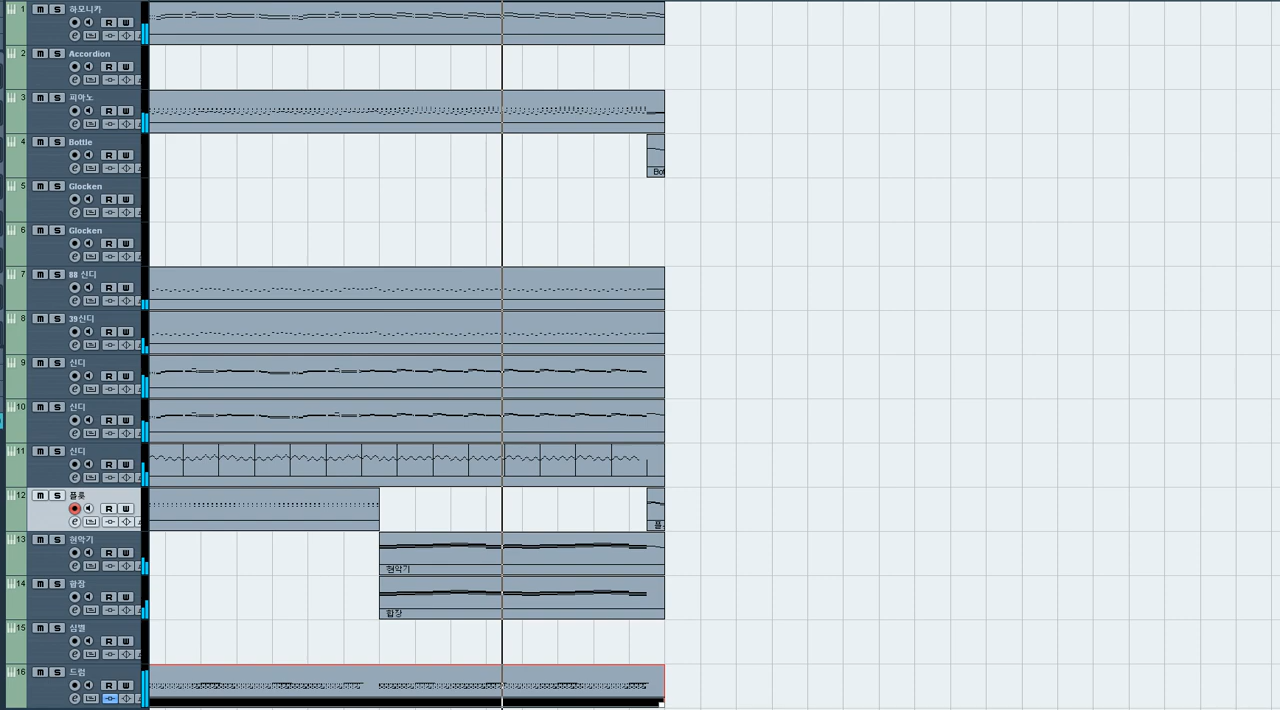 1 하모니카
m S R W
2 Accordion
m S R W
3 피아노
m S R W
4 Bottle
m S R W
Bot
5 Glocken
m S R W
6 Glocken
m S R W
7 88 신디
m S R W
8 39신디
m S R W
9 신디
m S R W
10 신디
m S R W
11 신디
m S R W
12 플룻
m S R W
플
13 현악기
m S R W
현악기
14 합창
m S R W
합창
15 심벌
m S R W
16 드럼
m S R W